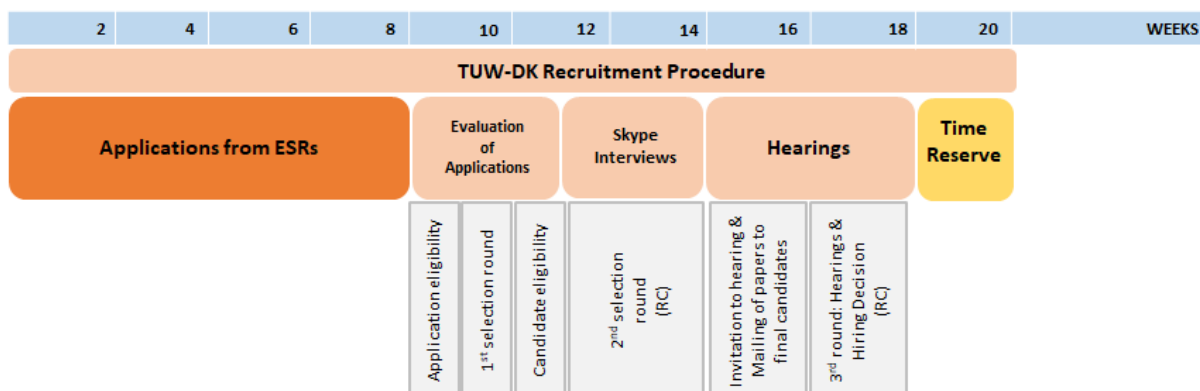 2 4 6 8 10 12 14 16 18 20 WEEKS
TUW-DK Recruitment Procedure
Applications from ESRs
Evaluation
of
Applications
Skype
Interviews
Hearings
Time
Reserve
Application eligibility
1st selection round
Candidate eligibility
2nd selection
round
(RC)
Invitation to hearing &
Mailing of papers to
final candidates
3rd round: Hearings &
Hiring Decision
(RC)